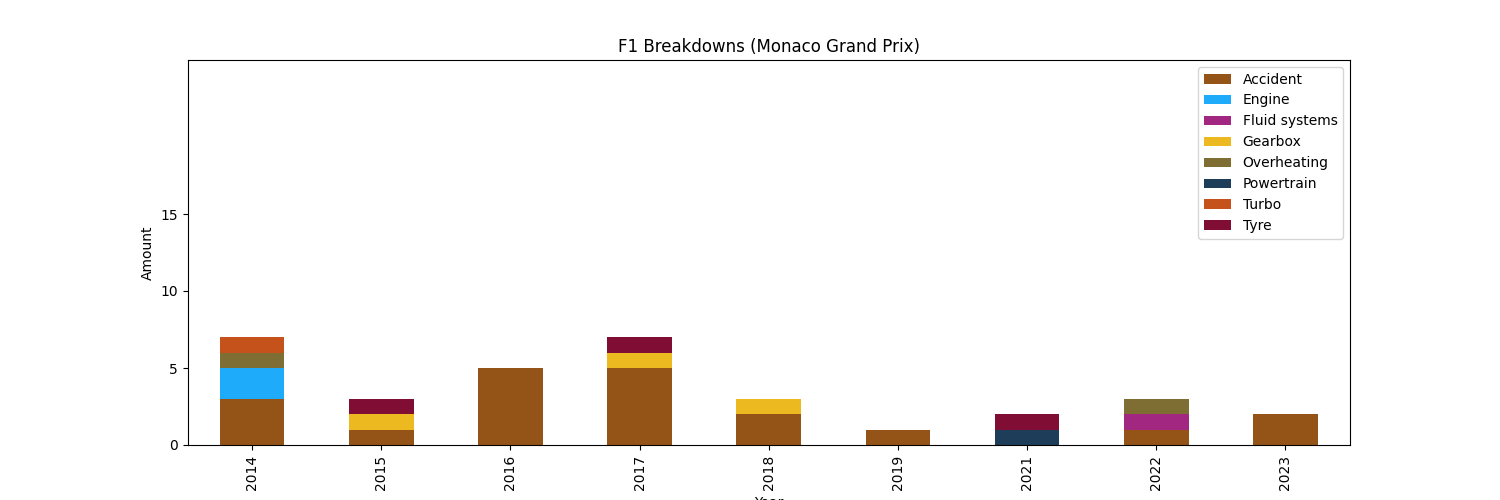 F1 Breakdowns (Monaco Grand Prix)
Accident
Engine
Fluid systems
Gearbox
Overheating
Powertrain
Turbo
Tyre
Amount
15
10
5
0
2014
2015
2016
2017
2018
2019
2021
2022
2023
Year